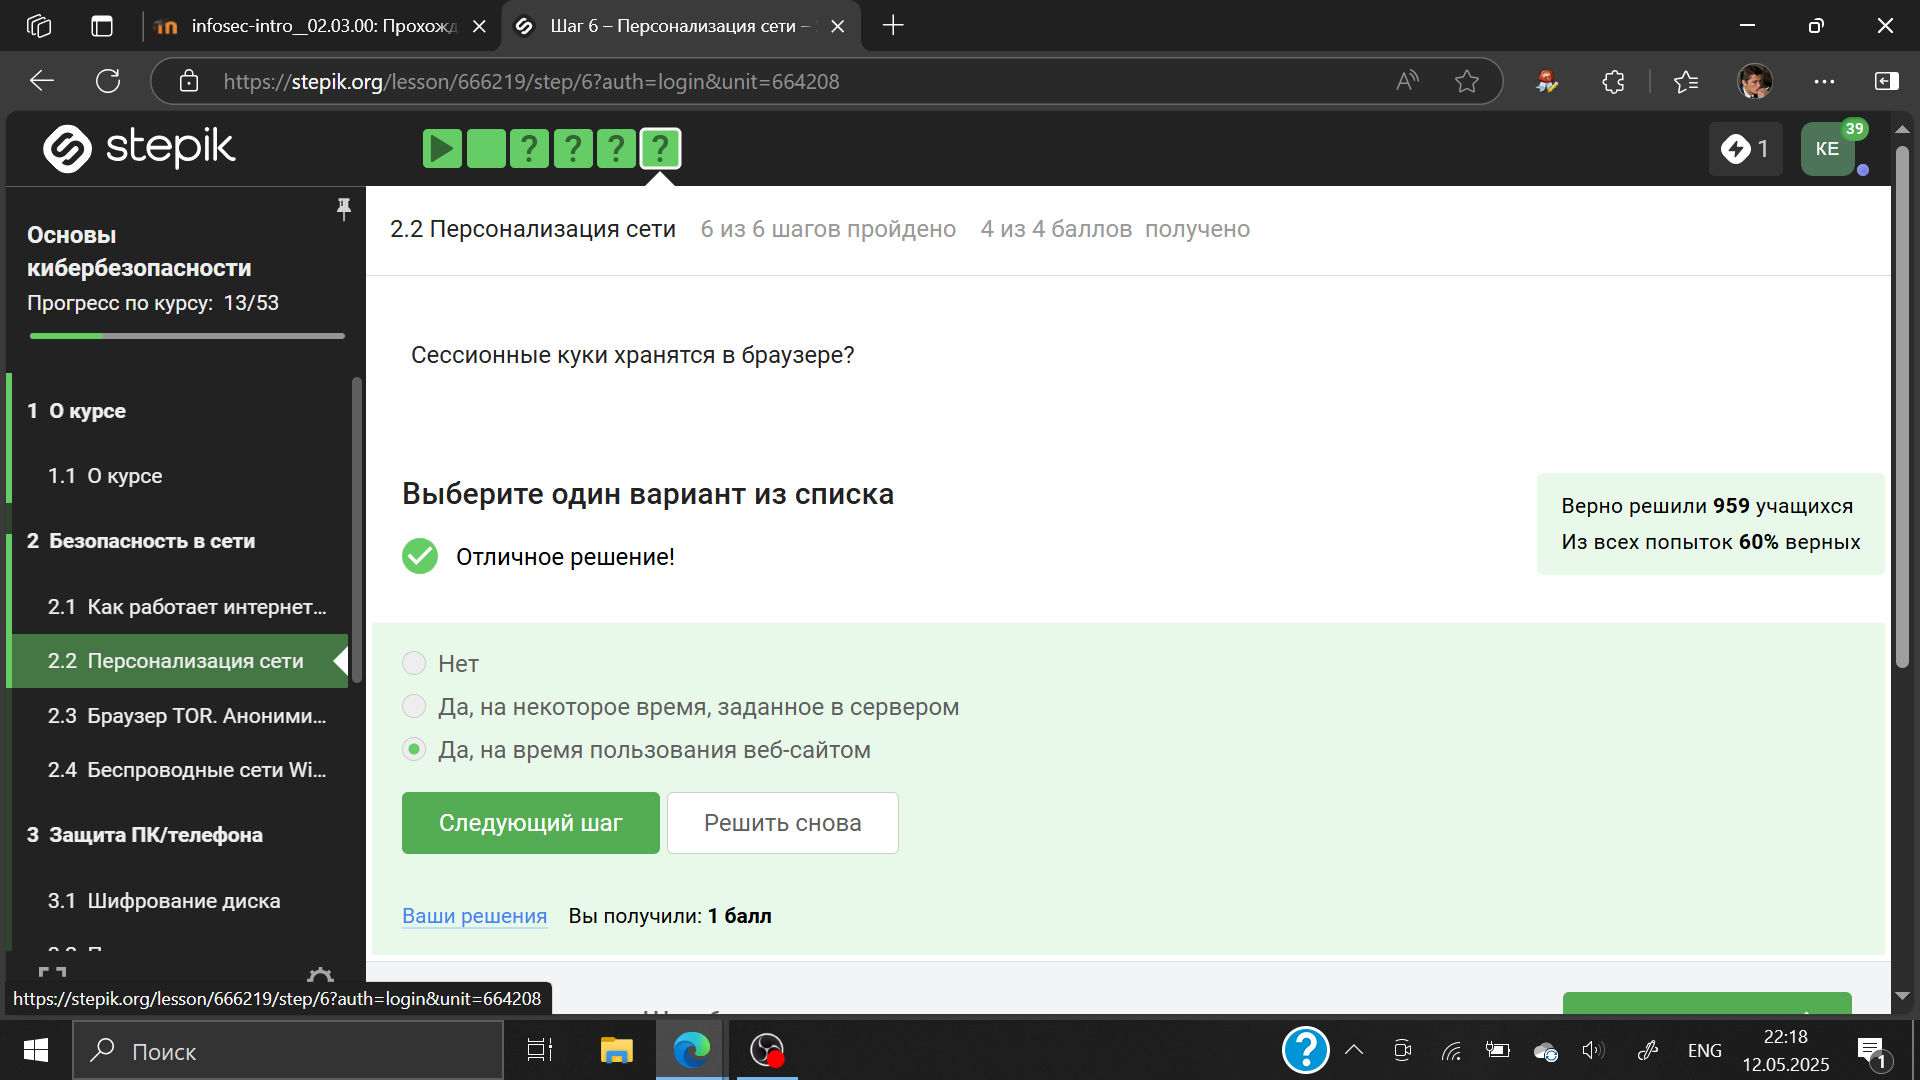 infosec-intro__02.03.00: Прохожд
Шаг 6 – Персонализация сети –
https://stepik.org/lesson/666219/step/6?auth=login&unit=664208
stepik
? ? ? ?
1
KE
39
Основы
кибербезопасности
Прогресс по курсу: 13/53
1 О курсе
1.1 О курсе
2 Безопасность в сети
2.1 Как работает интернет...
2.2 Персонализация сети
2.3 Браузер TOR. Аноними...
2.4 Беспроводные сети Wi...
3 Защита ПК/телефона
3.1 Шифрование диска
2.2 Персонализация сети 6 из 6 шагов пройдено 4 из 4 баллов получено
Сессионные куки хранятся в браузере?
Выберите один вариант из списка
Отличное решение!
Верно решили 959 учащихся
Из всех попыток 60% верных
Нет
Да, на некоторое время, заданное в сервером
Да, на время пользования веб-сайтом
Следующий шаг
Решить снова
Ваши решения Вы получили: 1 балл
https://stepik.org/lesson/666219/step/6?auth=login&unit=664208
Поиск
?
ENG
22:18
12.05.2025
1